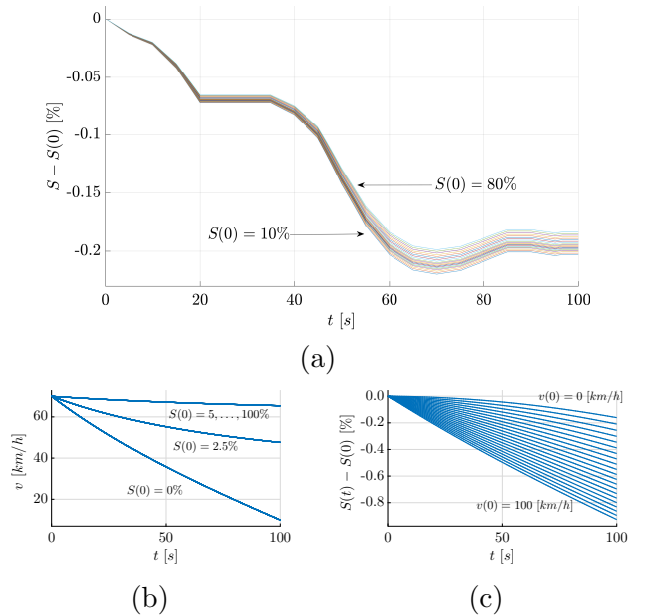 0
-0.05
-0.1
-0.15
-0.2
S − S(0) [%]
S(0) = 80%
S(0) = 10%
0 20 40 60 80 100
t [s]
(a)
60
40
20
v [km/h]
S(0) = 5, . . . , 100%
S(0) = 2.5%
S(0) = 0%
0 50 100
t [s]
(b)
0.0
-0.2
-0.4
-0.6
-0.8
S(t) − S(0) [%]
v(0) = 0 [km/h]
v(0) = 100 [km/h]
0 50 100
t [s]
(c)